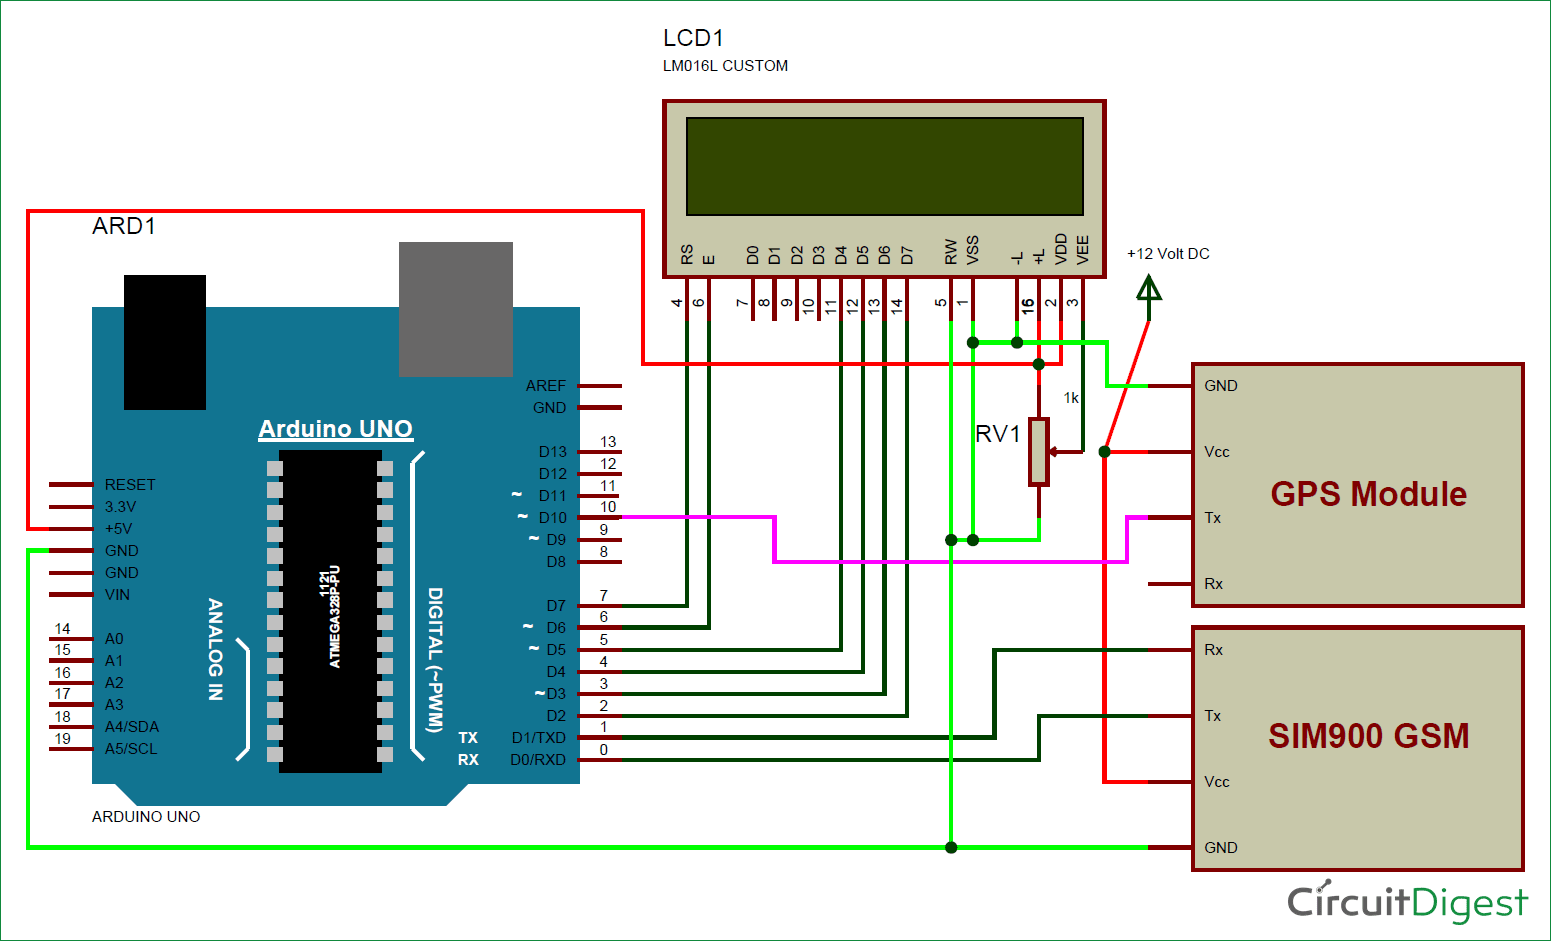 LCD1
LM016L CUSTOM
RS
E
D0
D1
D2
D3
D4
D5
D6
D7
RW
VSS
-L
+L
VDD
VEE
4
6
7
8
9
10
11
12
13
14
5
1
16
2
3
+12 Volt DC
ARD1
Arduino UNO
AREF
GND
D13
13
D12
12
~ D11
11
~ D10
10
~ D9
9
D8
8
D7
7
~ D6
6
~ D5
5
D4
4
~ D3
3
D2
2
TX
D1/TXD
1
RX
D0/RXD
0
RESET
3.3V
+5V
GND
GND
VIN
14
A0
15
A1
16
A2
17
A3
18
A4/SDA
19
A5/SCL
ANALOG IN
1121
ATMEGA328P-PU
DIGITAL (~PWM)
ARDUINO UNO
1k
RV1
GND
Vcc
GPS Module
Tx
Rx
Rx
Tx
SIM900 GSM
Vcc
GND
CircuitDigest